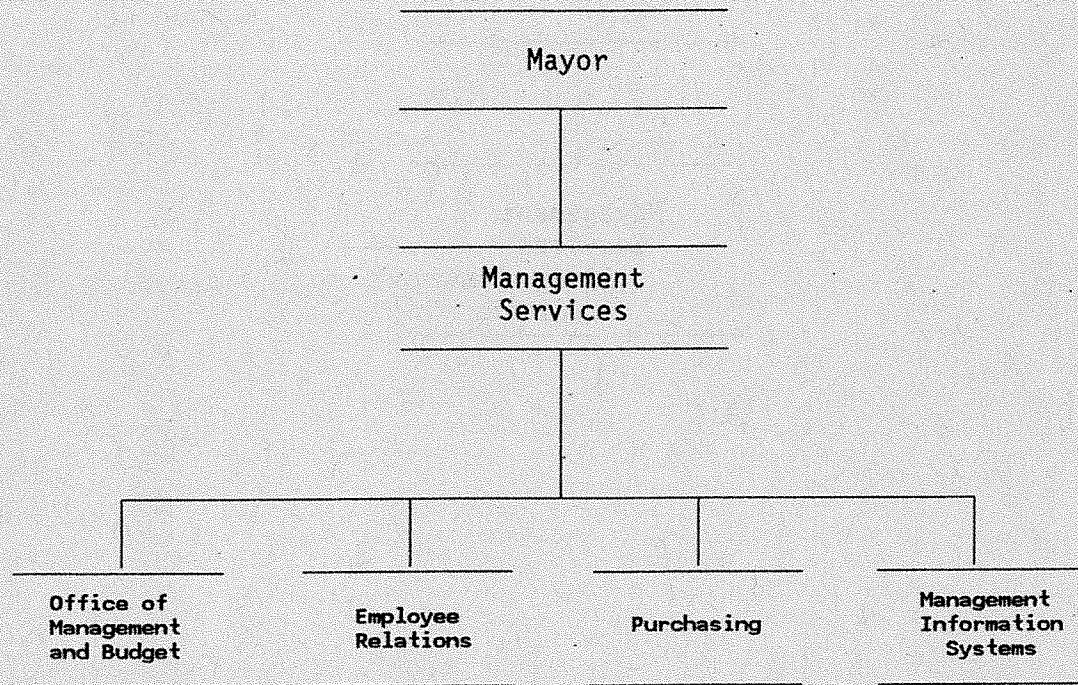 Mayor
Management
Services
Office of
Management
and Budget
Employee
Relations
Purchasing
Management
Information
Systems